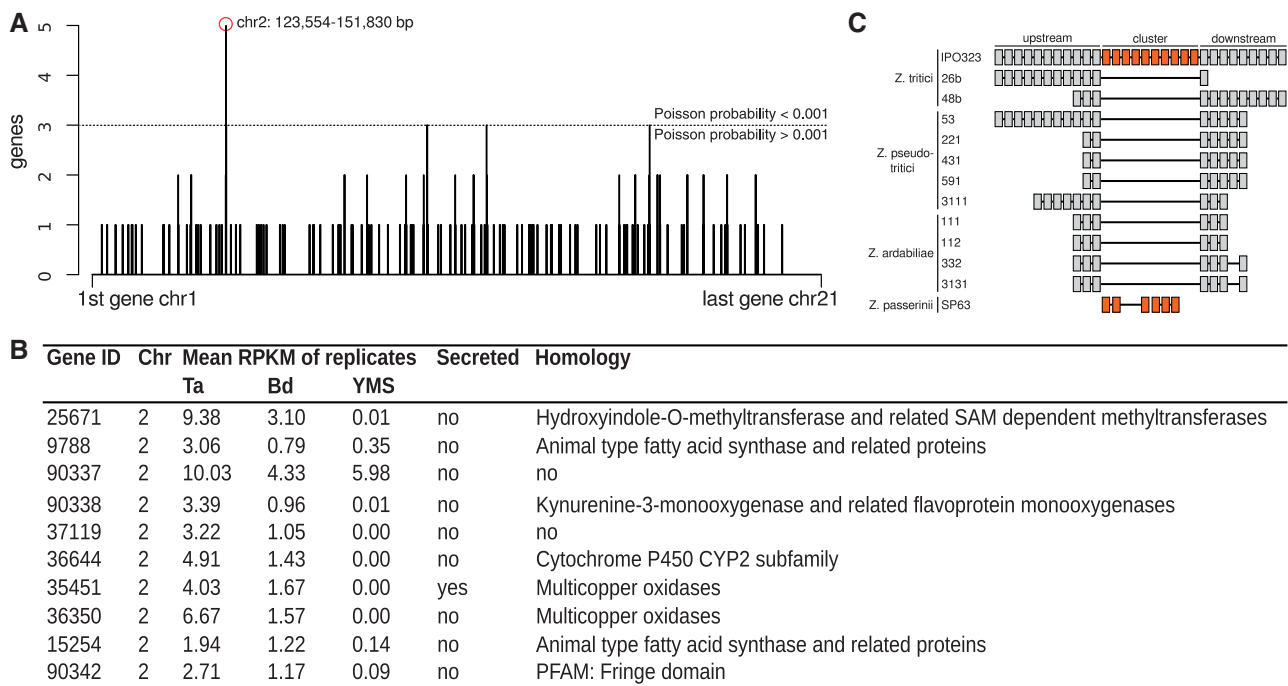 A
chr2: 123,554-151,830 bp
genes
5
4
3
2
1
0
Poisson probability < 0.001
Poisson probability > 0.001
1st gene chr1
last gene chr21
C
upstream cluster downstream
IPO323
Z. tritici
26b
48b
53
221
Z. pseudo-
tritici
431
591
3111
111
112
Z. ardabiliae
332
3131
Z. passerinii SP63
B
Gene ID Chr Mean RPKM of replicates Secreted Homology
Ta Bd YMS
25671 2 9.38 3.10 0.01 no Hydroxyindole-O-methyltransferase and related SAM dependent methyltransferases
9788 2 3.06 0.79 0.35 no Animal type fatty acid synthase and related proteins
90337 2 10.03 4.33 5.98 no no
90338 2 3.39 0.96 0.01 no Kynurenine-3-monooxygenase and related flavoprotein monooxygenases
37119 2 3.22 1.05 0.00 no no
36644 2 4.91 1.43 0.00 no Cytochrome P450 CYP2 subfamily
35451 2 4.03 1.67 0.00 yes Multicopper oxidases
36350 2 6.67 1.57 0.00 no Multicopper oxidases
15254 2 1.94 1.22 0.14 no Animal type fatty acid synthase and related proteins
90342 2 2.71 1.17 0.09 no PFAM: Fringe domain